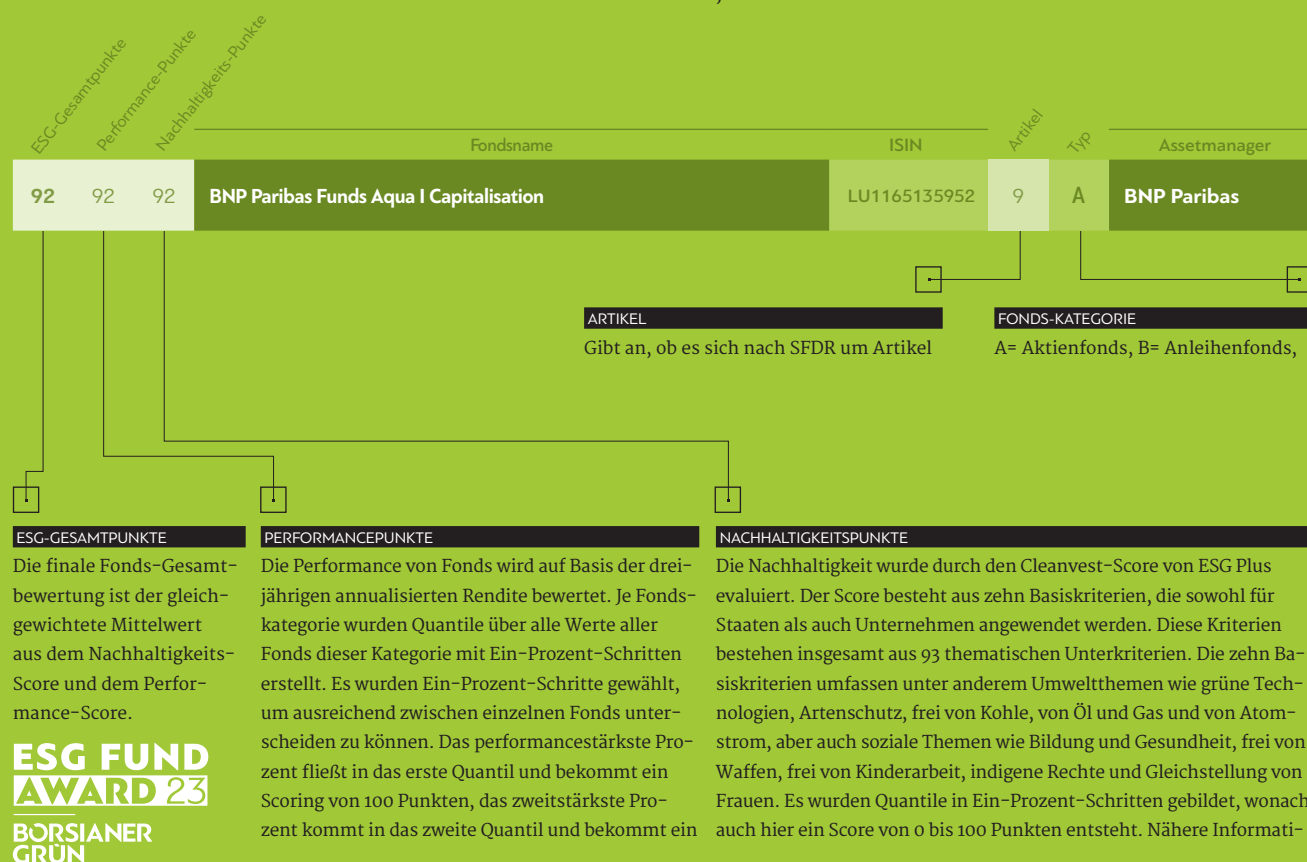 ESG-Gesamtpunkte
Performance-Punkte
Nachhaltigkeits-Punkte
Fondsname
ISIN
Artikel
Typ
Assetmanager
92 92 92 BNP Paribas Funds Aqua I Capitalisation LU1165135952 9 A BNP Paribas
ARTIKEL
Gibt an, ob es sich nach SFDR um Artikel
FONDS-KATEGORIE
A= Aktienfonds, B= Anleihenfonds,
ESG-GESAMTPUNKTE
Die finale Fonds-Gesamt-
bewertung ist der gleich-
gewichtete Mittelwert
aus dem Nachhaltigkeits-
Score und dem Perfor-
mance-Score.
ESG FUND
AWARD 23
BÖRSIANER
GRÜN
PERFORMANCEPUNKTE
Die Performance von Fonds wird auf Basis der drei-
jährigen annualisierten Rendite bewertet. Je Fonds-
kategorie wurden Quantile über alle Werte aller
Fonds dieser Kategorie mit Ein-Prozent-Schritten
erstellt. Es wurden Ein-Prozent-Schritte gewählt,
um ausreichend zwischen einzelnen Fonds unter-
scheiden zu können. Das performancestärkste Pro-
zent fließt in das erste Quantil und bekommt ein
Scoring von 100 Punkten, das zweitstärkste Pro-
zent kommt in das zweite Quantil und bekommt ein
NACHHALTIGKEITSPUNKTE
Die Nachhaltigkeit wurde durch den Cleanvest-Score von ESG Plus
evaluiert. Der Score besteht aus zehn Basiskriterien, die sowohl für
Staaten als auch Unternehmen angewendet werden. Diese Kriterien
bestehen insgesamt aus 93 thematischen Unterkriterien. Die zehn Ba-
siskriterien umfassen unter anderem Umweltthemen wie grüne Tech-
nologien, Artenschutz, frei von Kohle, von Öl und Gas und von Atom-
strom, aber auch soziale Themen wie Bildung und Gesundheit, frei von
Waffen, frei von Kinderarbeit, indigene Rechte und Gleichstellung von
Frauen. Es wurden Quantile in Ein-Prozent-Schritten gebildet, wonach
auch hier ein Score von 0 bis 100 Punkten entsteht. Nähere Informati-